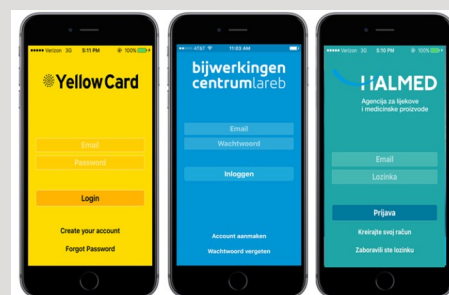 Verizon 3G 5:11 PM 100%
Yellow Card
Email
Password
Login
Create your account
Forgot Password
AT&T 11:03 AM
bijwerkingen
centrumlareb
Email
Wachtwoord
Inloggen
Account aanmaken
Wachtwoord vergeten
Verizon 3G 5:10 PM 100%
HALMED
Agencija za lijekove
i medicinske proizvode
Email
Lozinka
Prijava
Kreirajte svoj račun
Zaboravili ste lozinku